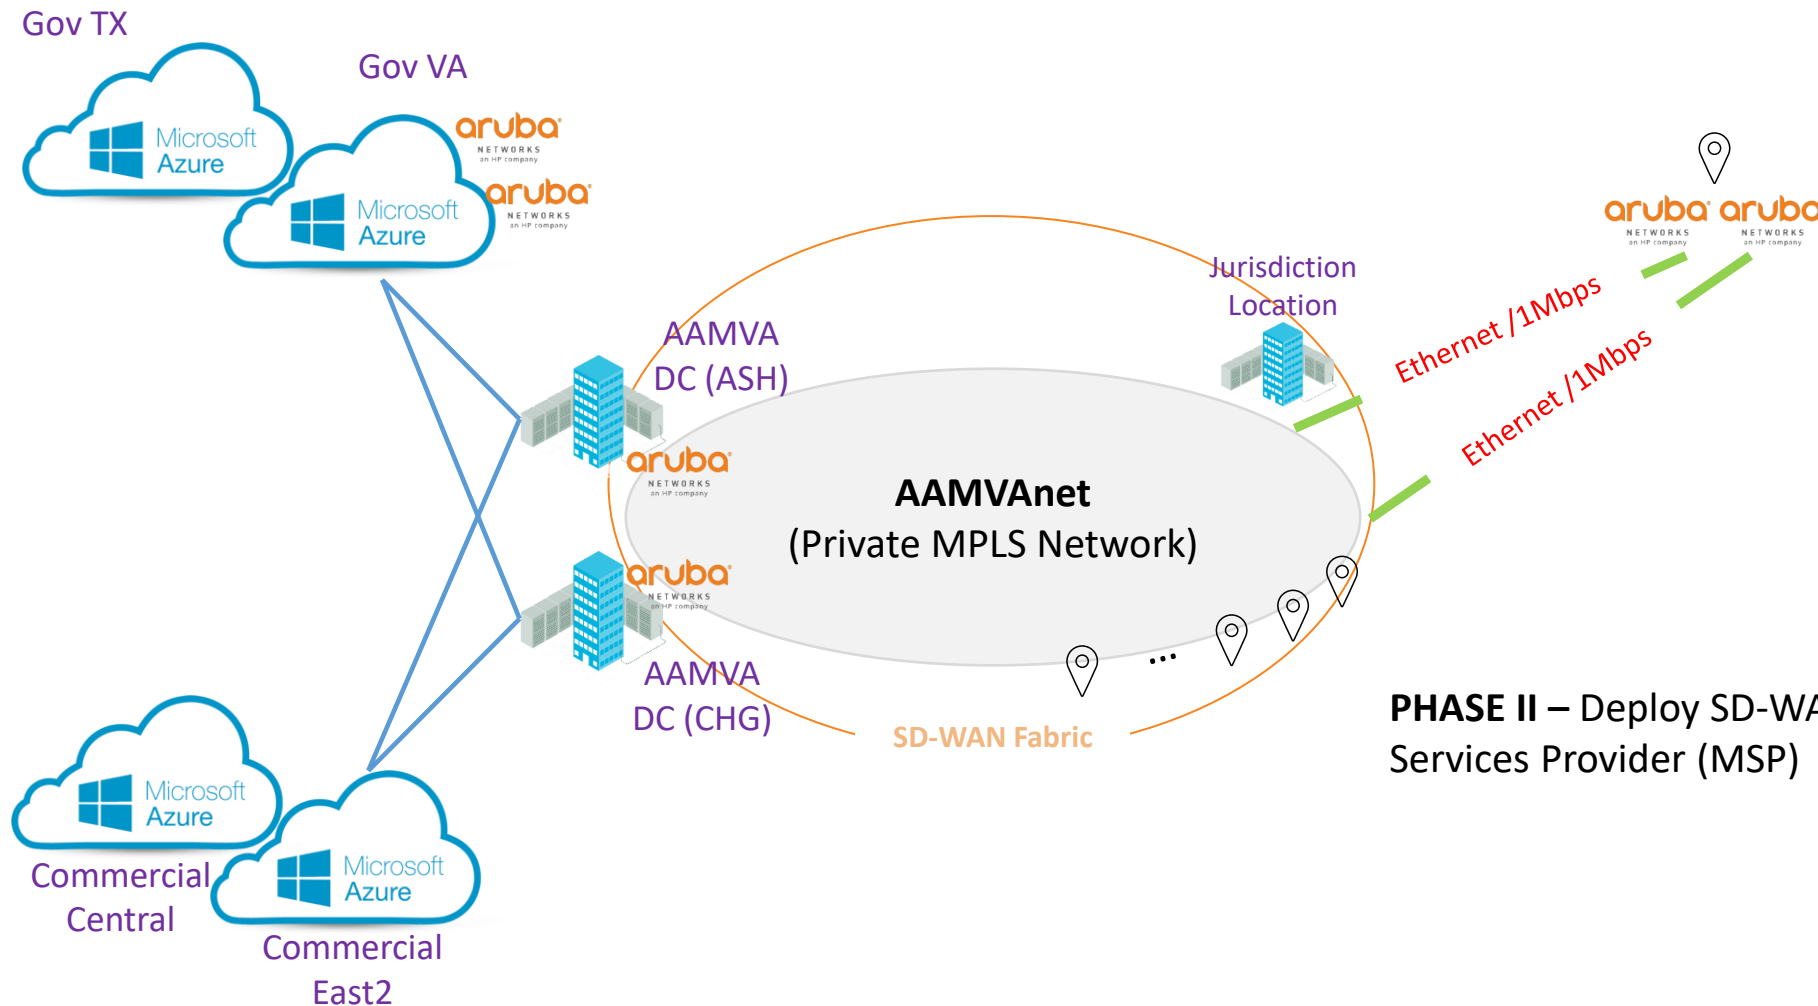 Gov TX
Gov VA
Microsoft
Azure
aruba
NETWORKS
an HP company
Microsoft
Azure
aruba
NETWORKS
an HP company
aruba
NETWORKS
an HP company
aruba
NETWORKS
an HP company
Jurisdiction
Location
Ethernet /1Mbps
Ethernet /1Mbps
AAMVA
DC (ASH)
aruba
NETWORKS
an HP company
AAMVAnet
(Private MPLS Network)
aruba
NETWORKS
an HP company
...
AAMVA
DC (CHG)
SD-WAN Fabric
PHASE II – Deploy SD-WA
Services Provider (MSP)
Microsoft
Azure
Commercial
Central
Microsoft
Azure
Commercial
East2